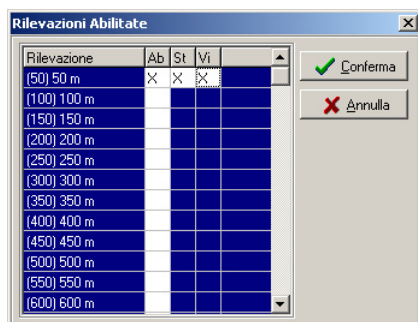 Rilevazioni Abilitate
Rilevazione Ab St Vi
(50) 50 m X X X
(100) 100 m
(150) 150 m
(200) 200 m
(250) 250 m
(300) 300 m
(350) 350 m
(400) 400 m
(450) 450 m
(500) 500 m
(550) 550 m
(600) 600 m
Conferma
Annulla